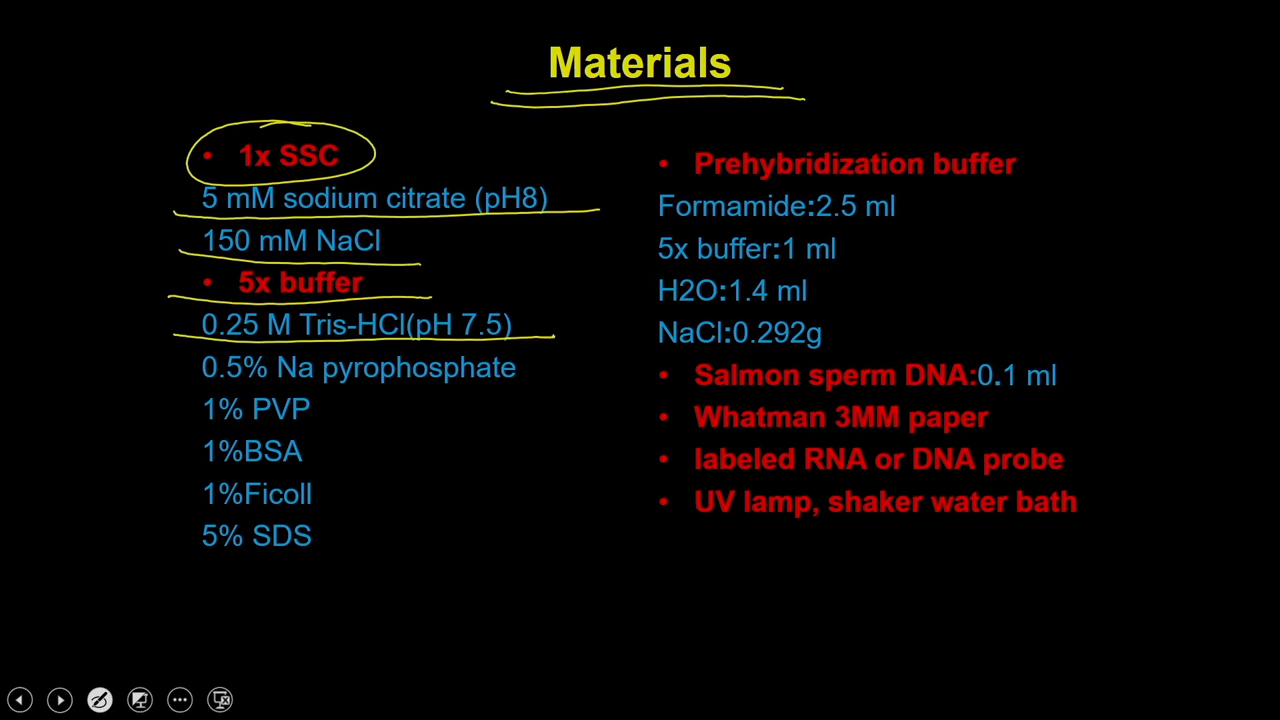 Materials
• 1x SSC
5 mM sodium citrate (pH8)
150 mM NaCl
• 5x buffer
0.25 M Tris-HCl(pH 7.5)
0.5% Na pyrophosphate
1% PVP
1%BSA
1%Ficoll
5% SDS
• Prehybridization buffer
Formamide:2.5 ml
5x buffer:1 ml
H2O:1.4 ml
NaCl:0.292g
• Salmon sperm DNA:0.1 ml
• Whatman 3MM paper
• labeled RNA or DNA probe
• UV lamp, shaker water bath